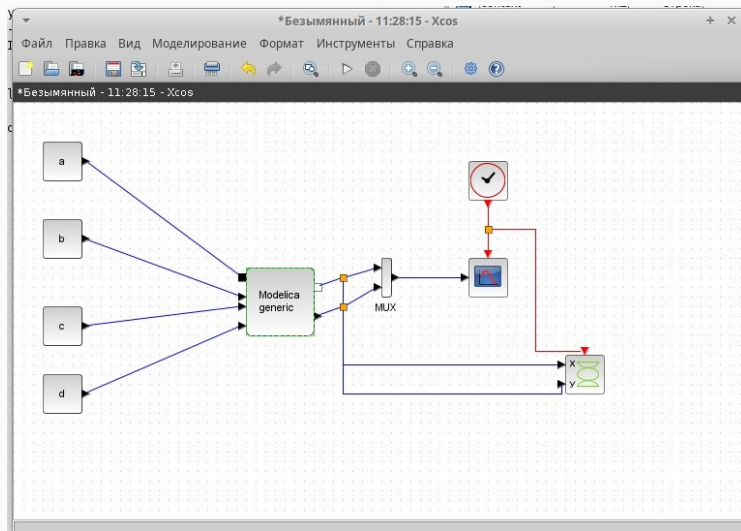 *Безымянный - 11:28:15 - Xcos
Файл Правка Вид Моделирование Формат Инструменты Справка
*Безымянный - 11:28:15 - Xcos
a
b
c
d
Modelica
generic
MUX
X
y